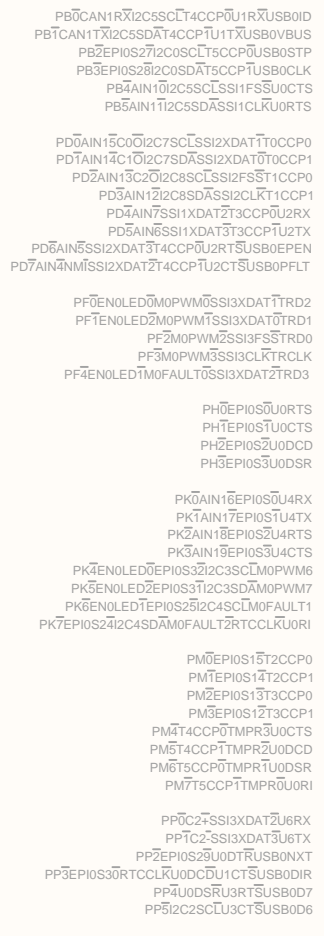 PB0CAN1RXI2C5SCLT4CCP0U1RXUSB0ID
PB1CAN1TXI2C5SDAT4CCP1U1TXUSB0VBUS
PB2EPI0S27I2C0SCLT5CCP0USB0STP
PB3EPI0S28I2C0SDAT5CCP1USB0CLK
PB4AIN10I2C5SCLSSI1FSSU0CTS
PB5AIN11I2C5SDASSI1CLKU0RTS
PD0AIN15C0OI2C7SCLSSI2XDAT1T0CCP0
PD1AIN14C1OI2C7SDASSI2XDAT0T0CCP1
PD2AIN13C2OI2C8SCLSSI2FSST1CCP0
PD3AIN12I2C8SDASSI2CLKT1CCP1
PD4AIN7SSI1XDAT2T3CCP0U2RX
PD5AIN6SSI1XDAT3T3CCP1U2TX
PD6AIN5SSI2XDAT3T4CCP0U2RTSUSB0EPEN
PD7AIN4NMISSI2XDAT2T4CCP1U2CTSUSB0PFLT
PF0EN0LED0M0PWM0SSI3XDAT1TRD2
PF1EN0LED2M0PWM1SSI3XDAT0TRD1
PF2M0PWM2SSI3FSSTRD0
PF3M0PWM3SSI3CLKTRCLK
PF4EN0LED1M0FAULT0SSI3XDAT2TRD3
PH0EPI0S0U0RTS
PH1EPI0S1U0CTS
PH2EPI0S2U0DCD
PH3EPI0S3U0DSR
PK0AIN16EPI0S0U4RX
PK1AIN17EPI0S1U4TX
PK2AIN18EPI0S2U4RTS
PK3AIN19EPI0S3U4CTS
PK4EN0LED0EPI0S32I2C3SCLM0PWM6
PK5EN0LED2EPI0S31I2C3SDAM0PWM7
PK6EN0LED1EPI0S25I2C4SCLM0FAULT1
PK7EPI0S24I2C4SDAM0FAULT2RTCCLKU0RI
PM0EPI0S15T2CCP0
PM1EPI0S14T2CCP1
PM2EPI0S13T3CCP0
PM3EPI0S12T3CCP1
PM4T4CCP0TMPR3U0CTS
PM5T4CCP1TMPR2U0DCD
PM6T5CCP0TMPR1U0DSR
PM7T5CCP1TMPR0U0RI
PP0C2+SSI3XDAT2U6RX
PP1C2-SSI3XDAT3U6TX
PP2EPI0S29U0DTRUSB0NXT
PP3EPI0S30RTCCLKU0DCDU1CTSUSB0DIR
PP4U0DSRU3RTSUSB0D7
PP5I2C2SCLU3CTSUSB0D6